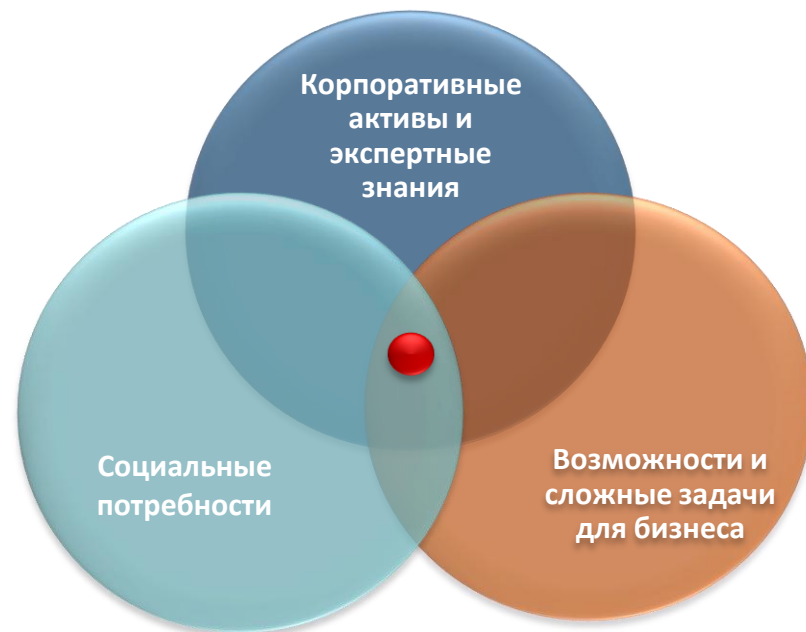 Корпоративные
активы и
экспертные
знания
Социальные
потребности
Возможности и
сложные задачи
для бизнеса